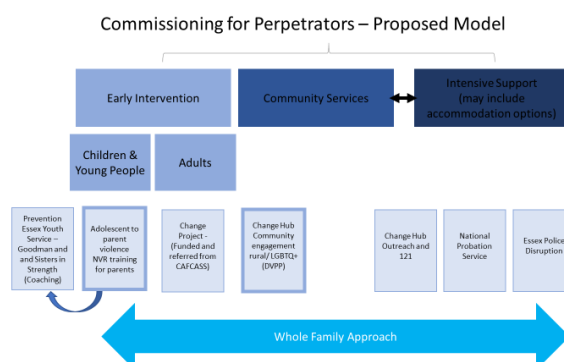 Commissioning for Perpetrators – Proposed Model
Early Intervention
Community Services
Intensive Support
(may include
accommodation options)
Children &
Young People
Adults
Prevention
Essex Youth
Service –
Goodman and
and Sisters in
Strength
(Coaching)
Adolescent to
parent
violence
NVR training
for parents
Change
Project -
(Funded and
referred from
CAFCASS)
Change Hub
Community
engagement
rural/ LGBTQ+
(DVPP)
Change Hub
Outreach and
121
National
Probation
Service
Essex Police
Disruption
Whole Family Approach